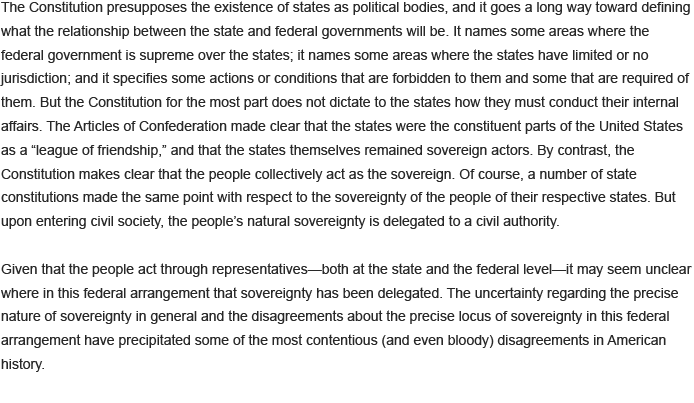 The Constitution presupposes the existence of states as political bodies, and it goes a long way toward defining
what the relationship between the state and federal governments will be. It names some areas where the
federal government is supreme over the states; it names some areas where the states have limited or no
jurisdiction; and it specifies some actions or conditions that are forbidden to them and some that are required of
them. But the Constitution for the most part does not dictate to the states how they must conduct their internal
affairs. The Articles of Confederation made clear that the states were the constituent parts of the United States
as a “league of friendship,” and that the states themselves remained sovereign actors. By contrast, the
Constitution makes clear that the people collectively act as the sovereign. Of course, a number of state
constitutions made the same point with respect to the sovereignty of the people of their respective states. But
upon entering civil society, the people’s natural sovereignty is delegated to a civil authority.

Given that the people act through representatives—both at the state and the federal level—it may seem unclear
where in this federal arrangement that sovereignty has been delegated. The uncertainty regarding the precise
nature of sovereignty in general and the disagreements about the precise locus of sovereignty in this federal
arrangement have precipitated some of the most contentious (and even bloody) disagreements in American
history.